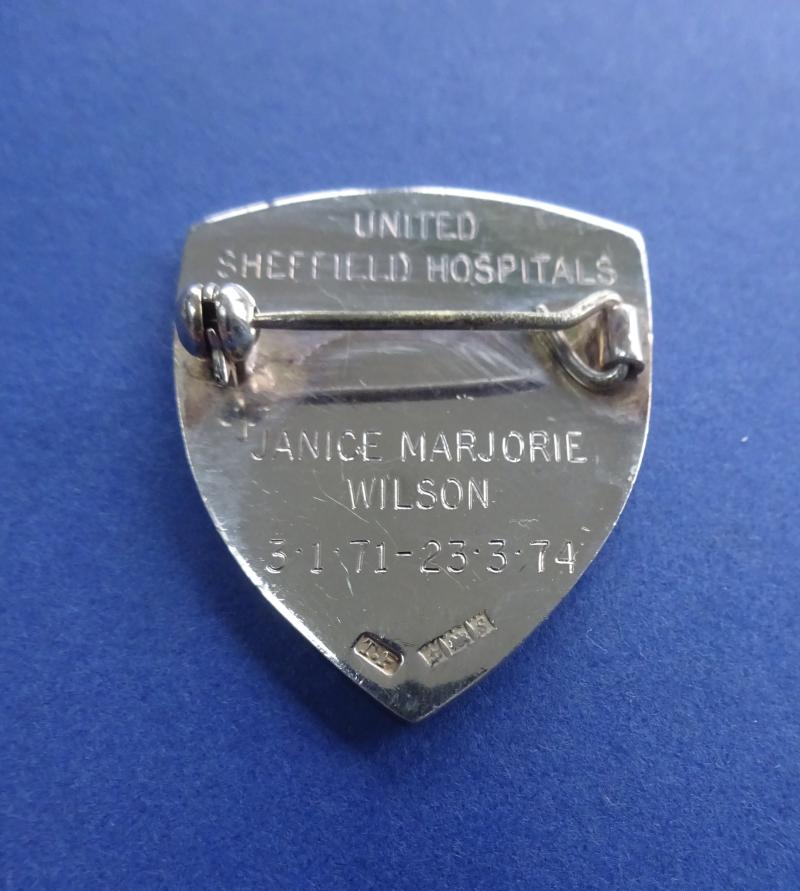 UNITED
SHEFFIELD HOSPITALS
JANICE MARJORIE
WILSON
3·1·71-23·3·74